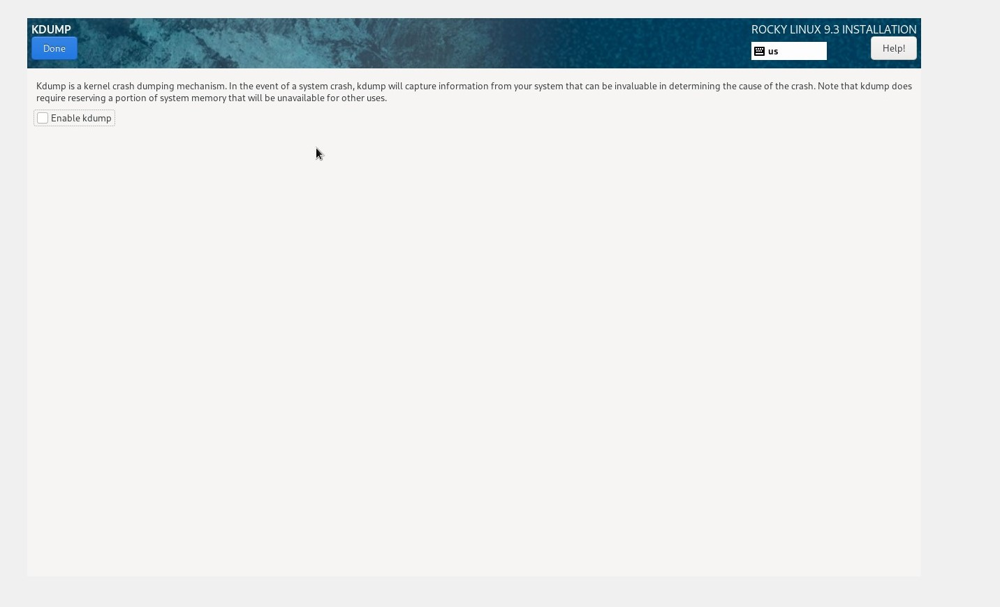 KDUMP
ROCKY LINUX 9.3 INSTALLATION
Done
us
Help!
Kdump is a kernel crash dumping mechanism. In the event of a system crash, kdump will capture information from your system that can be invaluable in determining the cause of the crash. Note that kdump does
require reserving a portion of system memory that will be unavailable for other uses.
Enable kdump